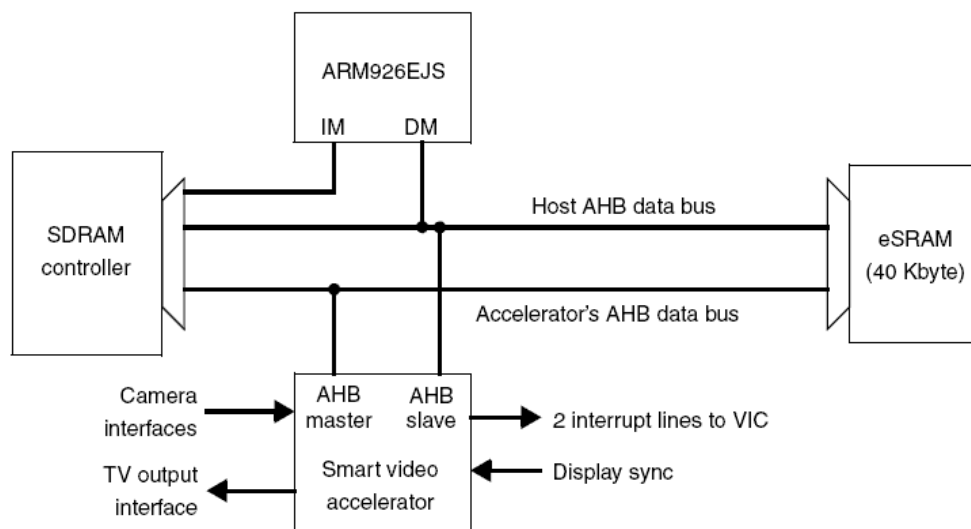 ARM926EJS
IM
DM
SDRAM
controller
Host AHB data bus
eSRAM
(40 Kbyte)
Accelerator's AHB data bus
Camera
interfaces
AHB
master
AHB
slave
2 interrupt lines to VIC
TV output
interface
Smart video
accelerator
Display sync